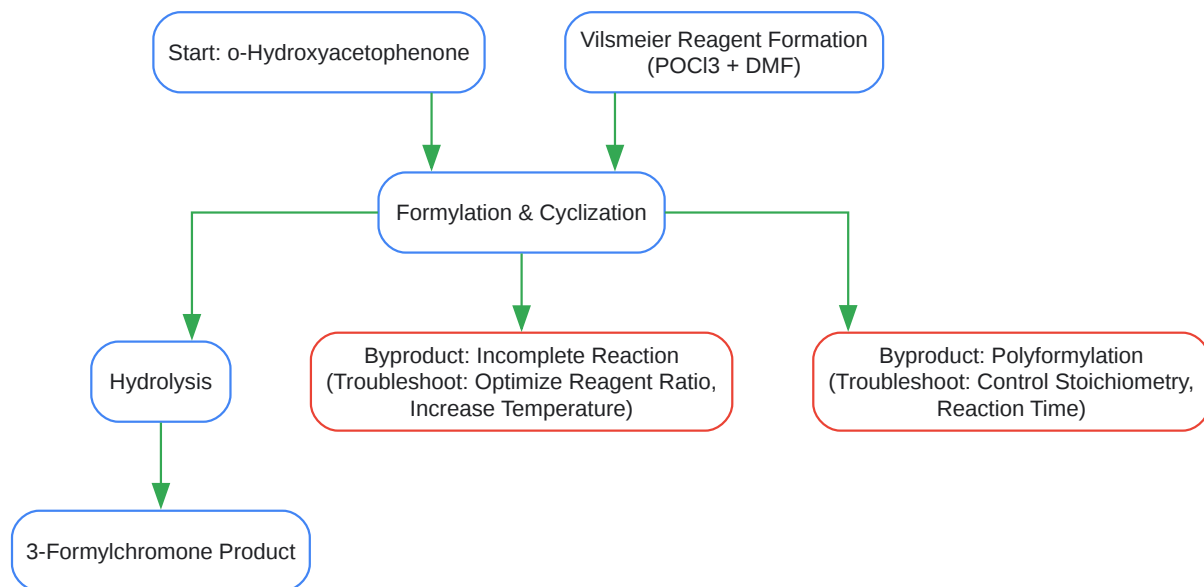 Start: o-Hydroxyacetophenone
Vilsmeier Reagent Formation
(POCl3 + DMF)
Formylation & Cyclization
Hydrolysis
Byproduct: Incomplete Reaction
(Troubleshoot: Optimize Reagent Ratio,
Increase Temperature)
Byproduct: Polyformylation
(Troubleshoot: Control Stoichiometry,
Reaction Time)
3-Formylchromone Product